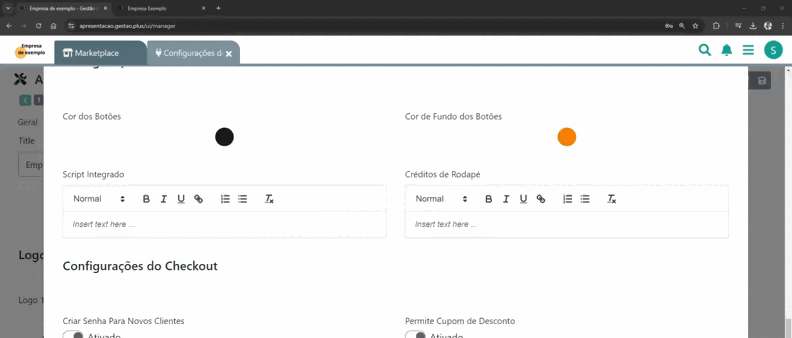 Empresa de exemplo - Gestão
Empresa Exemplo
apresentacao.gestao.plus/ui/manager
Empresa
de exemplo
Marketplace
Configurações d
S
A
1
Geral
Title
Emp
Logo
Logo 1
Cor dos Botões
Cor de Fundo dos Botões
Script Integrado
Créditos de Rodapé
Normal
B I U
Normal
B I U
Insert text here ...
Insert text here ...
Configurações do Checkout
Criar Senha Para Novos Clientes
Permite Cupom de Desconto
Ativado
Ativado